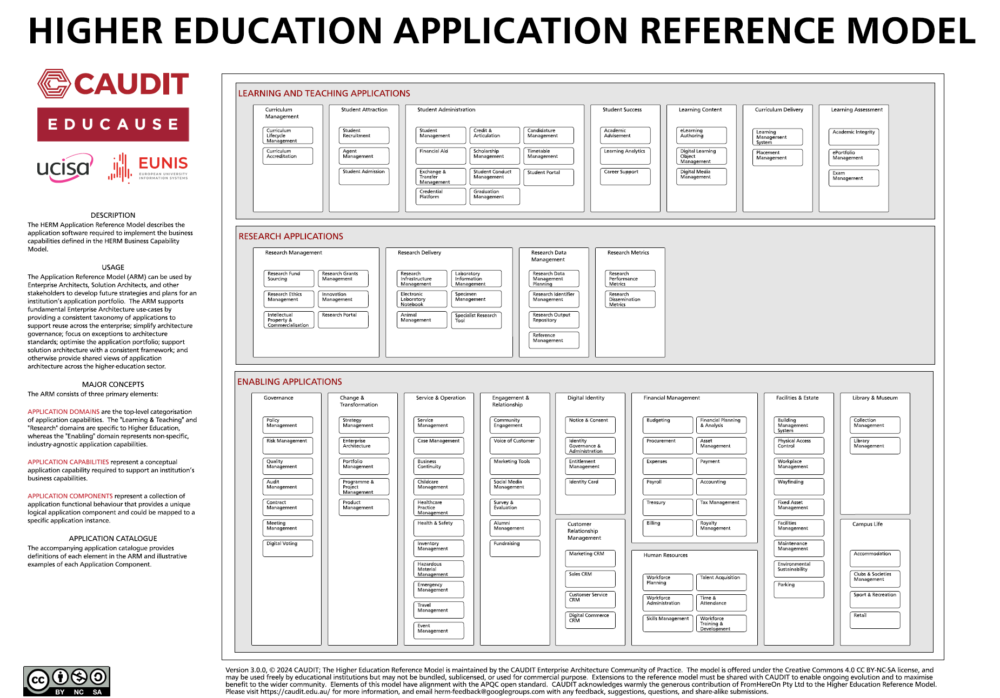 HIGHER EDUCATION APPLICATION REFERENCE MODEL
CAUDIT
EDUCAUSE
ucisa
EUNIS
EUROPEAN UNIVERSITY
INFORMATION SYSTEMS
DESCRIPTION
The HERM Application Reference Model describes the
application software required to implement the business
capabilities defined in the HERM Business Capability
Model.
USAGE
The Application Reference Model (ARM) can be used by
Enterprise Architects, Solution Architects, and other
stakeholders to develop future strategies and plans for an
institution's application portfolio.  The ARM supports
fundamental Enterprise Architecture use-cases by
providing a consistent taxonomy of applications to
support reuse across the enterprise; simplify architecture
governance; focus on exceptions to architecture
standards; optimise the application portfolio; support
solution architecture with a consistent framework; and
otherwise provide shared views of application
architecture across the higher-education sector.
MAJOR CONCEPTS
The ARM consists of three primary elements:
APPLICATION DOMAINS are the top-level categorisation
of application capabilities.  The "Learning & Teaching" and
"Research" domains are specific to Higher Education,
whereas the "Enabling" domain represents non-specific,
industry-agnostic application capabilities.
APPLICATION CAPABILITIES represent a conceptual
application capability required to support an institution's
business capabilities.
APPLICATION COMPONENTS represent a collection of
application functional behaviour that provides a unique
logical application component and could be mapped to a
specific application instance.
APPLICATION CATALOGUE
The accompanying application catalogue provides
definitions of each element in the ARM and illustrative
examples of each Application Component.
LEARNING AND TEACHING APPLICATIONS
Curriculum
Management
Curriculum
Lifecycle
Management
Curriculum
Accreditation
Student Attraction
Student
Recruitment
Agent
Management
Student Admission
Student Administration
Student
Management
Credit &
Articulation
Candidature
Management
Financial Aid
Scholarship
Management
Timetable
Management
Exchange &
Transfer
Management
Student Conduct
Management
Student Portal
Credential
Platform
Graduation
Management
Student Success
Academic
Advisement
Learning Analytics
Career Support
Learning Content
eLearning
Authoring
Digital Learning
Object
Management
Digital Media
Management
Curriculum Delivery
Learning
Management
System
Placement
Management
Learning Assessment
Academic Integrity
ePortfolio
Management
Exam
Management
RESEARCH APPLICATIONS
Research Management
Research Fund
Sourcing
Research Grants
Management
Research Ethics
Management
Innovation
Management
Intellectual
Property &
Commercialisation
Research Portal
Research Delivery
Research
Infrastructure
Management
Laboratory
Information
Management
Electronic
Laboratory
Notebook
Specimen
Management
Animal
Management
Specialist Research
Tool
Research Data
Management
Research Data
Management
Planning
Research Identifier
Management
Research Output
Repository
Reference
Management
Research Metrics
Research
Performance
Metrics
Research
Dissemination
Metrics
ENABLING APPLICATIONS
Governance
Policy
Management
Risk Management
Quality
Management
Audit
Management
Contract
Management
Meeting
Management
Digital Voting
Change &
Transformation
Strategy
Management
Enterprise
Architecture
Portfolio
Management
Programme &
Project
Management
Product
Management
Service & Operation
Service
Management
Case Management
Business
Continuity
Childcare
Management
Healthcare
Practice
Management
Health & Safety
Inventory
Management
Hazardous
Material
Management
Emergency
Management
Travel
Management
Event
Management
Engagement &
Relationship
Community
Engagement
Voice of Customer
Marketing Tools
Social Media
Management
Survey &
Evaluation
Alumni
Management
Fundraising
Digital Identity
Notice & Consent
Identity
Governance &
Administration
Entitlement
Management
Identity Card
Customer
Relationship
Management
Marketing CRM
Sales CRM
Customer Service
CRM
Digital Commerce
CRM
Financial Management
Budgeting
Financial Planning
& Analysis
Procurement
Asset
Management
Expenses
Payment
Payroll
Accounting
Treasury
Tax Management
Billing
Royalty
Management
Human Resources
Workforce
Planning
Talent Acquisition
Workforce
Administration
Time &
Attendance
Skills Management
Workforce
Training &
Development
Facilities & Estate
Building
Management
System
Physical Access
Control
Workplace
Management
Wayfinding
Fixed Asset
Management
Facilities
Management
Maintenance
Management
Environmental
Sustainability
Parking
Library & Museum
Collection
Management
Library
Management
Campus Life
Accommodation
Clubs & Societies
Management
Sport & Recreation
Retail
cc
BY NC SA
Version 3.0.0, © 2024 CAUDIT; The Higher Education Reference Model is maintained by the CAUDIT Enterprise Architecture Community of Practice.  The model is offered under the Creative Commons 4.0 CC BY-NC-SA license, and
may be used freely by educational institutions but may not be bundled, sublicensed, or used for commercial purpose.  Extensions to the reference model must be shared with CAUDIT to enable ongoing evolution and to maximise
benefit to the wider community.  Elements of this model have alignment with the APQC open standard.  CAUDIT acknowledges warmly the generous contribution of FromHereOn Pty Ltd to the Higher Education Reference Model.
Please visit https://caudit.edu.au/ for more information, and email herm-feedback@googlegroups.com with any feedback, suggestions, questions, and share-alike submissions.